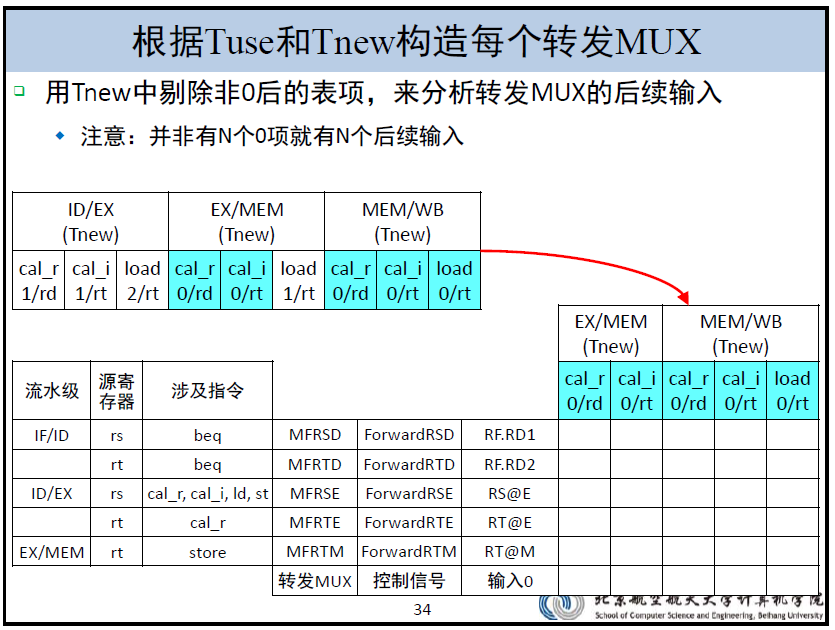 根据Tuse和Tnew构造每个转发MUX
用Tnew中剔除非0后的表项，来分析转发MUX的后续输入
注意：并非有N个0项就有N个后续输入
ID/EX (Tnew) EX/MEM (Tnew) MEM/WB (Tnew)
cal_r 1/rd cal_i 1/rt load 2/rt cal_r 0/rd cal_i 0/rt load 1/rt cal_r 0/rd cal_i 0/rt load 0/rt
EX/MEM (Tnew) MEM/WB (Tnew)
流水级 源寄存器 涉及指令 cal_r 0/rd cal_i 0/rt cal_r 0/rd cal_i 0/rt load 0/rt
IF/ID rs beq MFRSD ForwardRSD RF.RD1
rt beq MFRTD ForwardRTD RF.RD2
ID/EX rs cal_r, cal_i, ld, st MFRSE ForwardRSE RS@E
rt cal_r MFRTE ForwardRTE RT@E
EX/MEM rt store MFRTM ForwardRTM RT@M
转发MUX 控制信号 输入0
34
北京航空航天大学计算机学院
School of Computer Science and Engineering, Beihang University